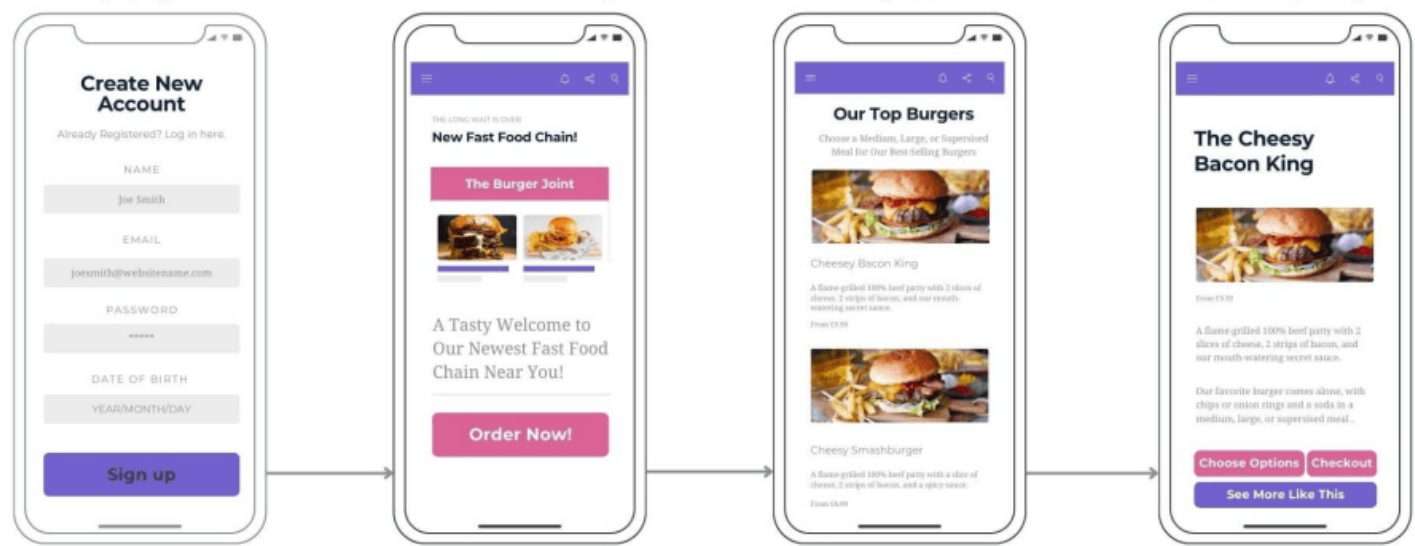 Create New
Account
Already Registered? Log in here.
NAME
Joe Smith
EMAIL
joesmith@websitename.com
PASSWORD
*****
DATE OF BIRTH
YEAR/MONTH/DAY
Sign up
THE LONG WAIT IS OVER
New Fast Food Chain!
The Burger Joint
A Tasty Welcome to
Our Newest Fast Food
Chain Near You!
Order Now!
Our Top Burgers
Choose a Medium, Large, or Supersised
Meal for Our Best-Selling Burgers
Cheesey Bacon King
A flame-grilled 100% beef patty with 2 slices of
cheese, 2 strips of bacon, and our mouth-
watering secret sauce.
From £9.99
Cheesy Smashburger
A flame-grilled 100% beef patty with a slice of
cheese, 2 strips of bacon, and a spicy sauce.
From
The Cheesy
Bacon King
From
A flame-grilled 100% beef patty with 2
slices of cheese, 2 strips of bacon, and
our mouth-watering secret sauce.
Our favorite burger comes alone, with
chips or onion rings and a soda in a
medium, large, or supersised meal .
Choose Options
Checkout
See More Like This